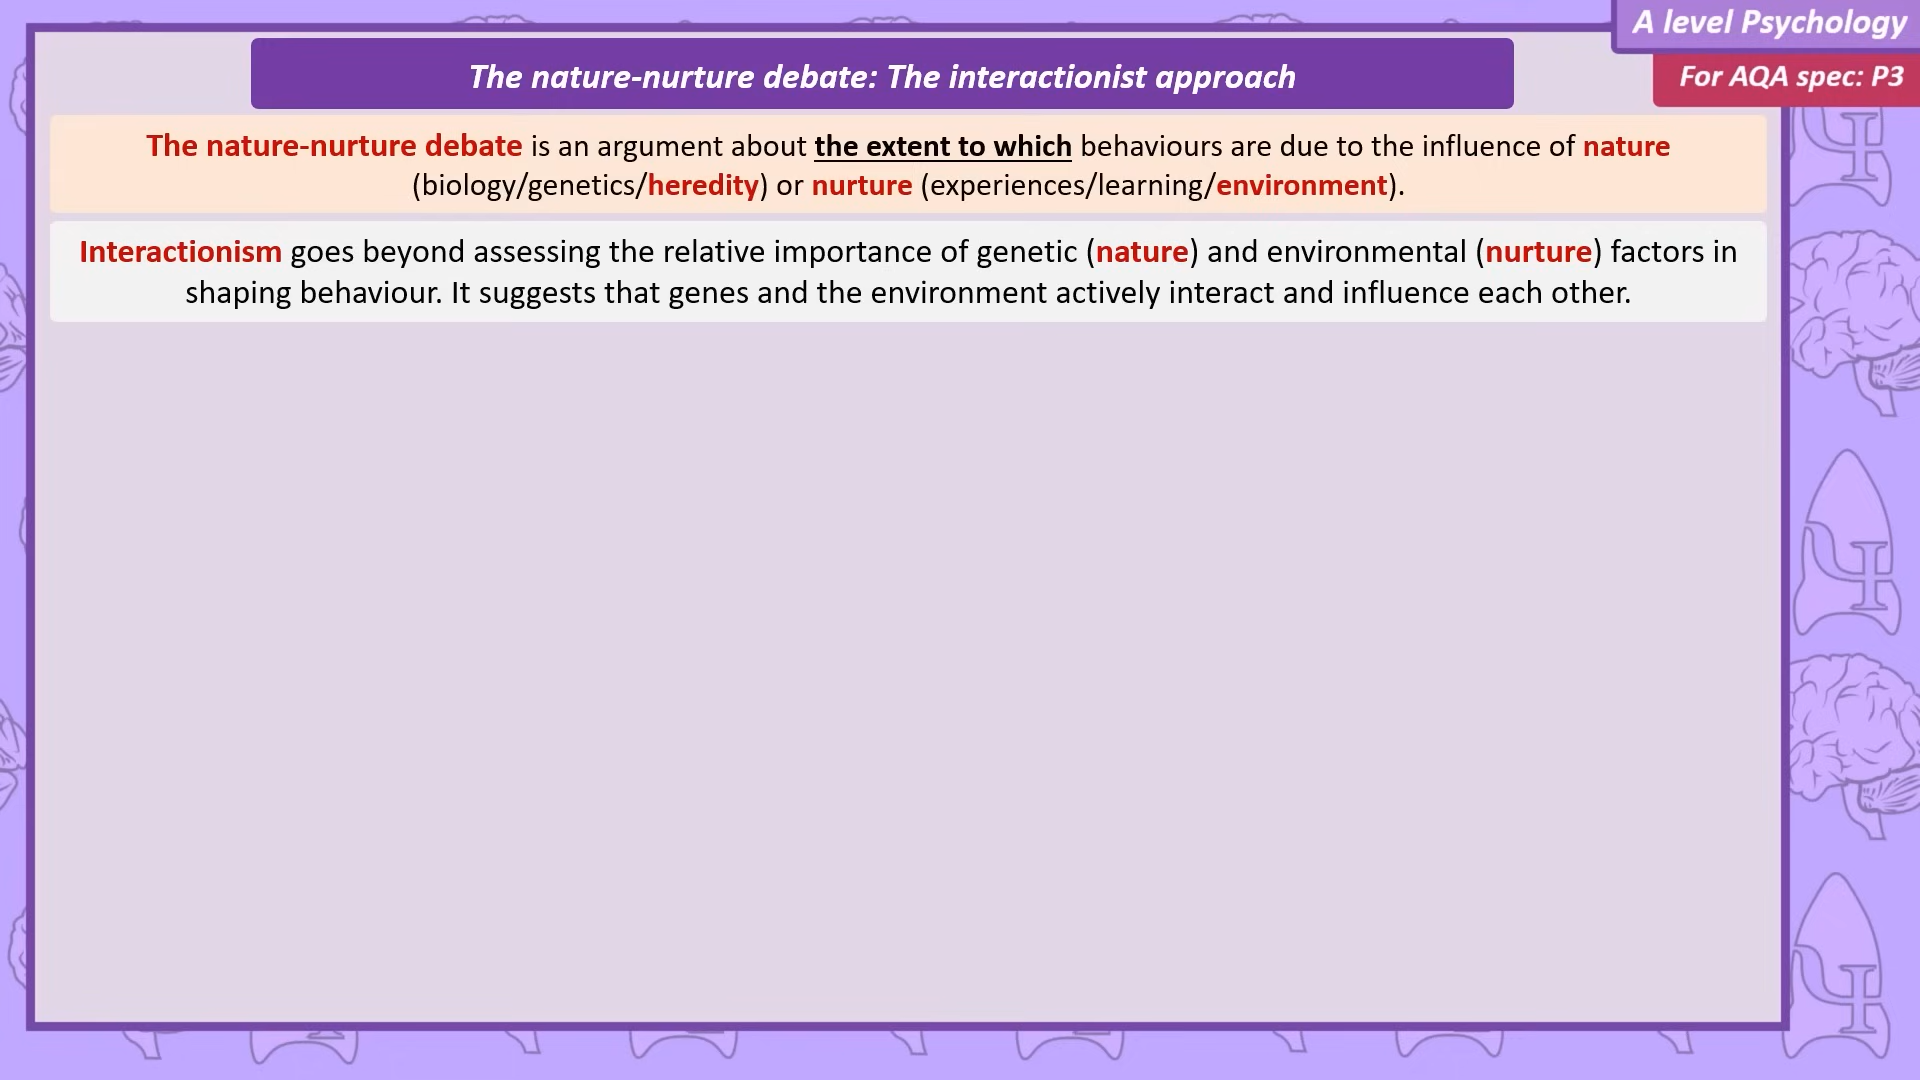 A level Psychology
The nature-nurture debate: The interactionist approach
For AQA spec: P3
The nature-nurture debate is an argument about the extent to which behaviours are due to the influence of nature
(biology/genetics/heredity) or nurture (experiences/learning/environment).
Interactionism goes beyond assessing the relative importance of genetic (nature) and environmental (nurture) factors in
shaping behaviour. It suggests that genes and the environment actively interact and influence each other.